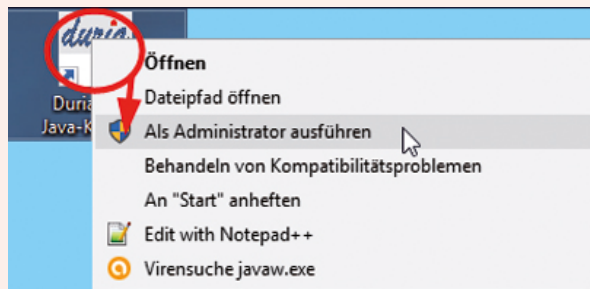 duria
Öffnen
Dateipfad öffnen
Java-K
Als Administrator ausführen
Behandeln von Kompatibilitätsproblemen
An "Start" anheften
Edit with Notepad++
Virensuche javaw.exe